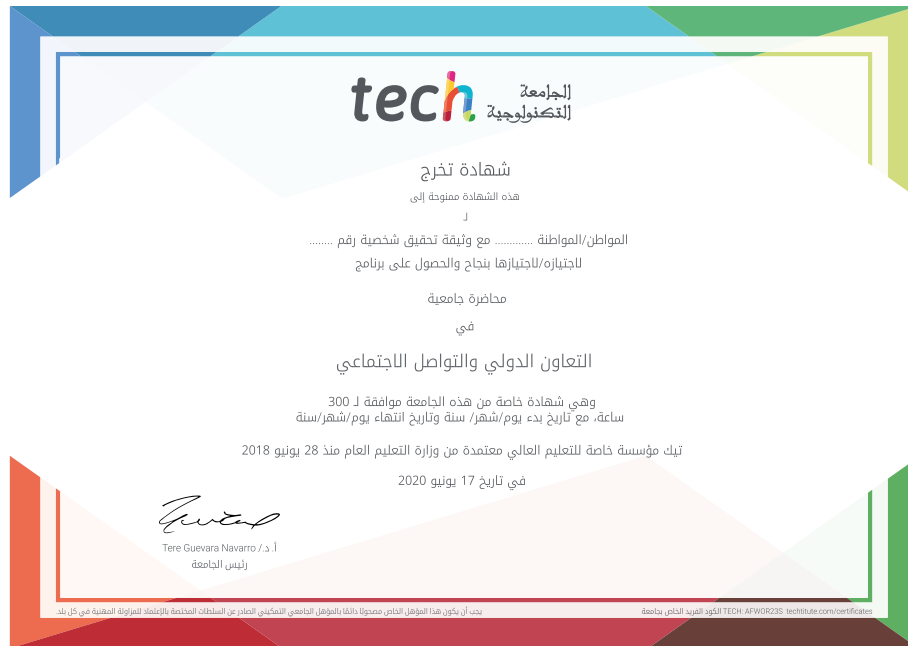 tech الجامعة
التكنولوجية
شهادة تخرج
هذه الشهادة ممنوحة إلى
لـ
المواطن/المواطنة ............ مع وثيقة تحقيق شخصية رقم ........
لاجتيازه/لاجتيازها بنجاح والحصول على برنامج
محاضرة جامعية
في
التعاون الدولي والتواصل الاجتماعي
وهي شهادة خاصة من هذه الجامعة موافقة لـ 300
ساعة، مع تاريخ بدء يوم/شهر/ سنة وتاريخ انتهاء يوم/شهر/سنة
تيك مؤسسة خاصة للتعليم العالي معتمدة من وزارة التعليم العام منذ 28 يونيو 2018
في تاريخ 17 يونيو 2020
أ. د./ Tere Guevara Navarro
رئيس الجامعة
يجب أن يكون هذا المؤهل الخاص مصحوبًا دائمًا بالمؤهل الجامعي التمكيني الصادر عن السلطات المختصة بالإعتماد للمزاولة المهنية في كل بلد.
الكود الفريد الخاص بجامعة TECH: AFWOR23S techtitute.com/certificates